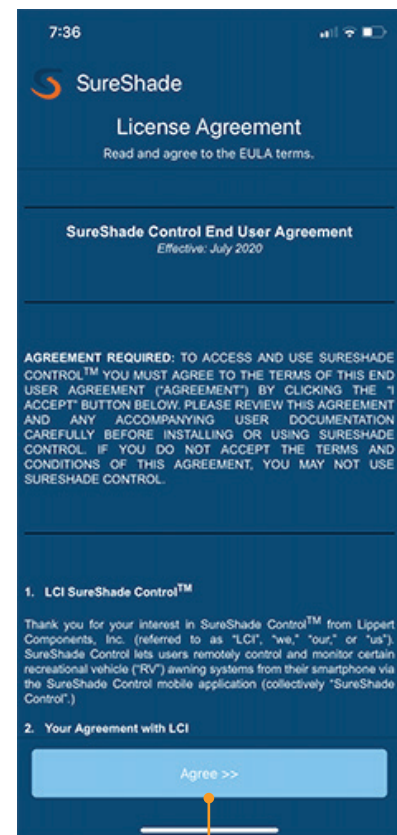 7:36
SureShade
License Agreement
Read and agree to the EULA terms.
SureShade Control End User Agreement
Effective: July 2020
AGREEMENT REQUIRED: TO ACCESS AND USE SURESHADE
CONTROL™ YOU MUST AGREE TO THE TERMS OF THIS END
USER AGREEMENT ("AGREEMENT") BY CLICKING THE "I
ACCEPT" BUTTON BELOW. PLEASE REVIEW THIS AGREEMENT
AND ANY ACCOMPANYING USER DOCUMENTATION
CAREFULLY BEFORE INSTALLING OR USING SURESHADE
CONTROL. IF YOU DO NOT ACCEPT THE TERMS AND
CONDITIONS OF THIS AGREEMENT, YOU MAY NOT USE
SURESHADE CONTROL.
1. LCI SureShade Control™
Thank you for your interest in SureShade Control™ from Lippert
Components, Inc. (referred to as "LCI", "we," "our," or "us").
SureShade Control lets users remotely control and monitor certain
recreational vehicle ("RV") awning systems from their smartphone via
the SureShade Control mobile application (collectively "SureShade
Control".)
2. Your Agreement with LCI
Agree >>